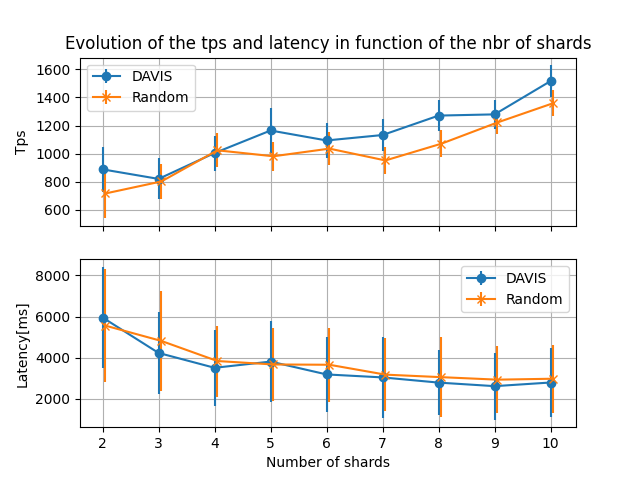 Evolution of the tps and latency in function of the nbr of shards
1600
1400
1200
1000
800
600
Tps
DAVIS
Random
8000
6000
4000
2000
Latency[ms]
DAVIS
Random
2 3 4 5 6 7 8 9 10
Number of shards